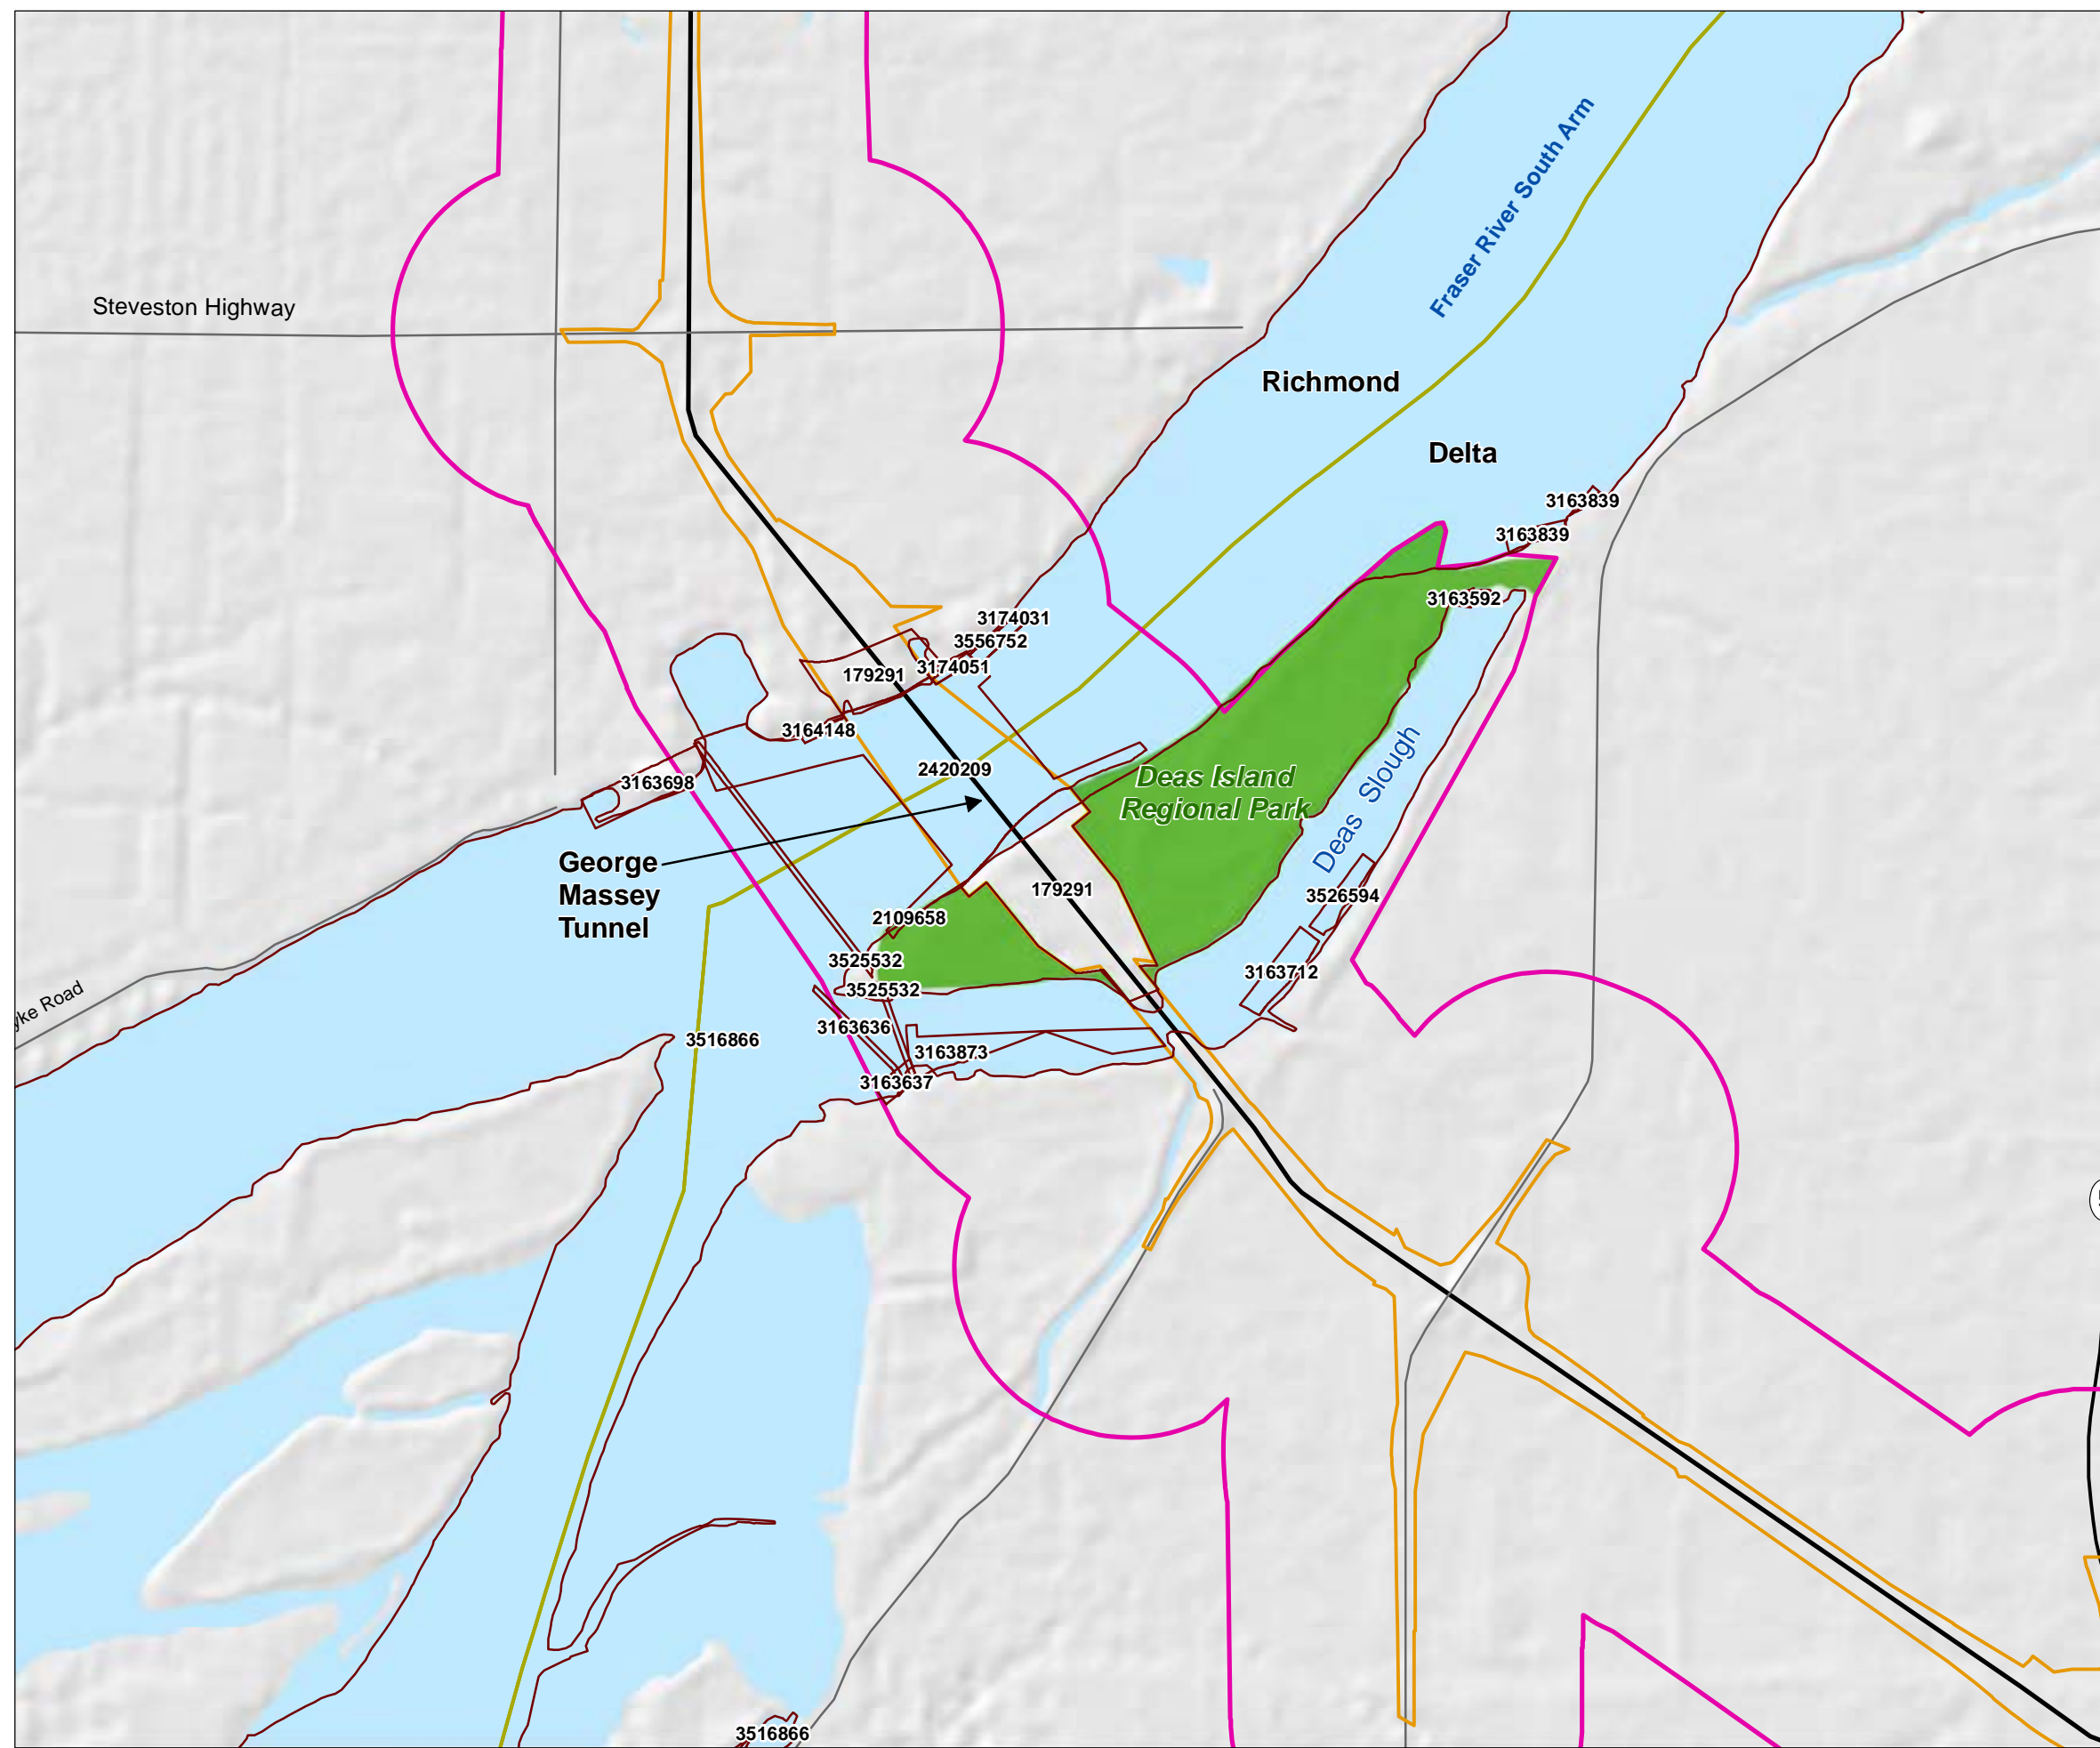 Fraser River South Arm
Steveston Highway
Richmond
Delta
3163839
3163839
3163592
3174031
3556752
3174051
179291
3164148
2420209
3163698
Deas Island
Regional Park
Deas Slough
George
Massey
Tunnel
179291
3526594
2109658
3525532
3163712
3525532
yke Road
3163636
3516866
3163873
3163637
3516866